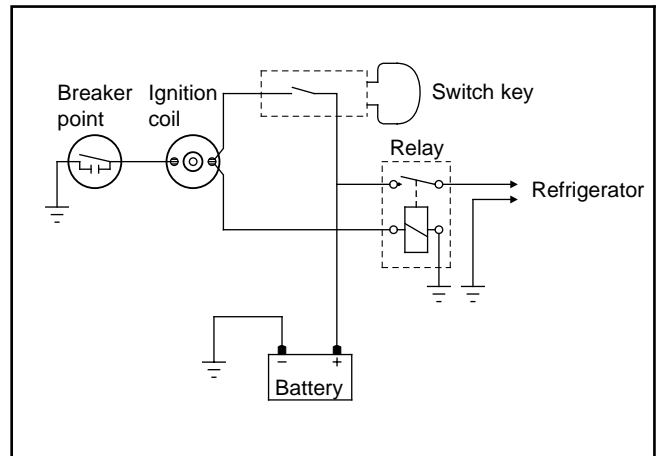 Breaker
point
Ignition
coil
Switch key
Relay
Refrigerator
− +
Battery